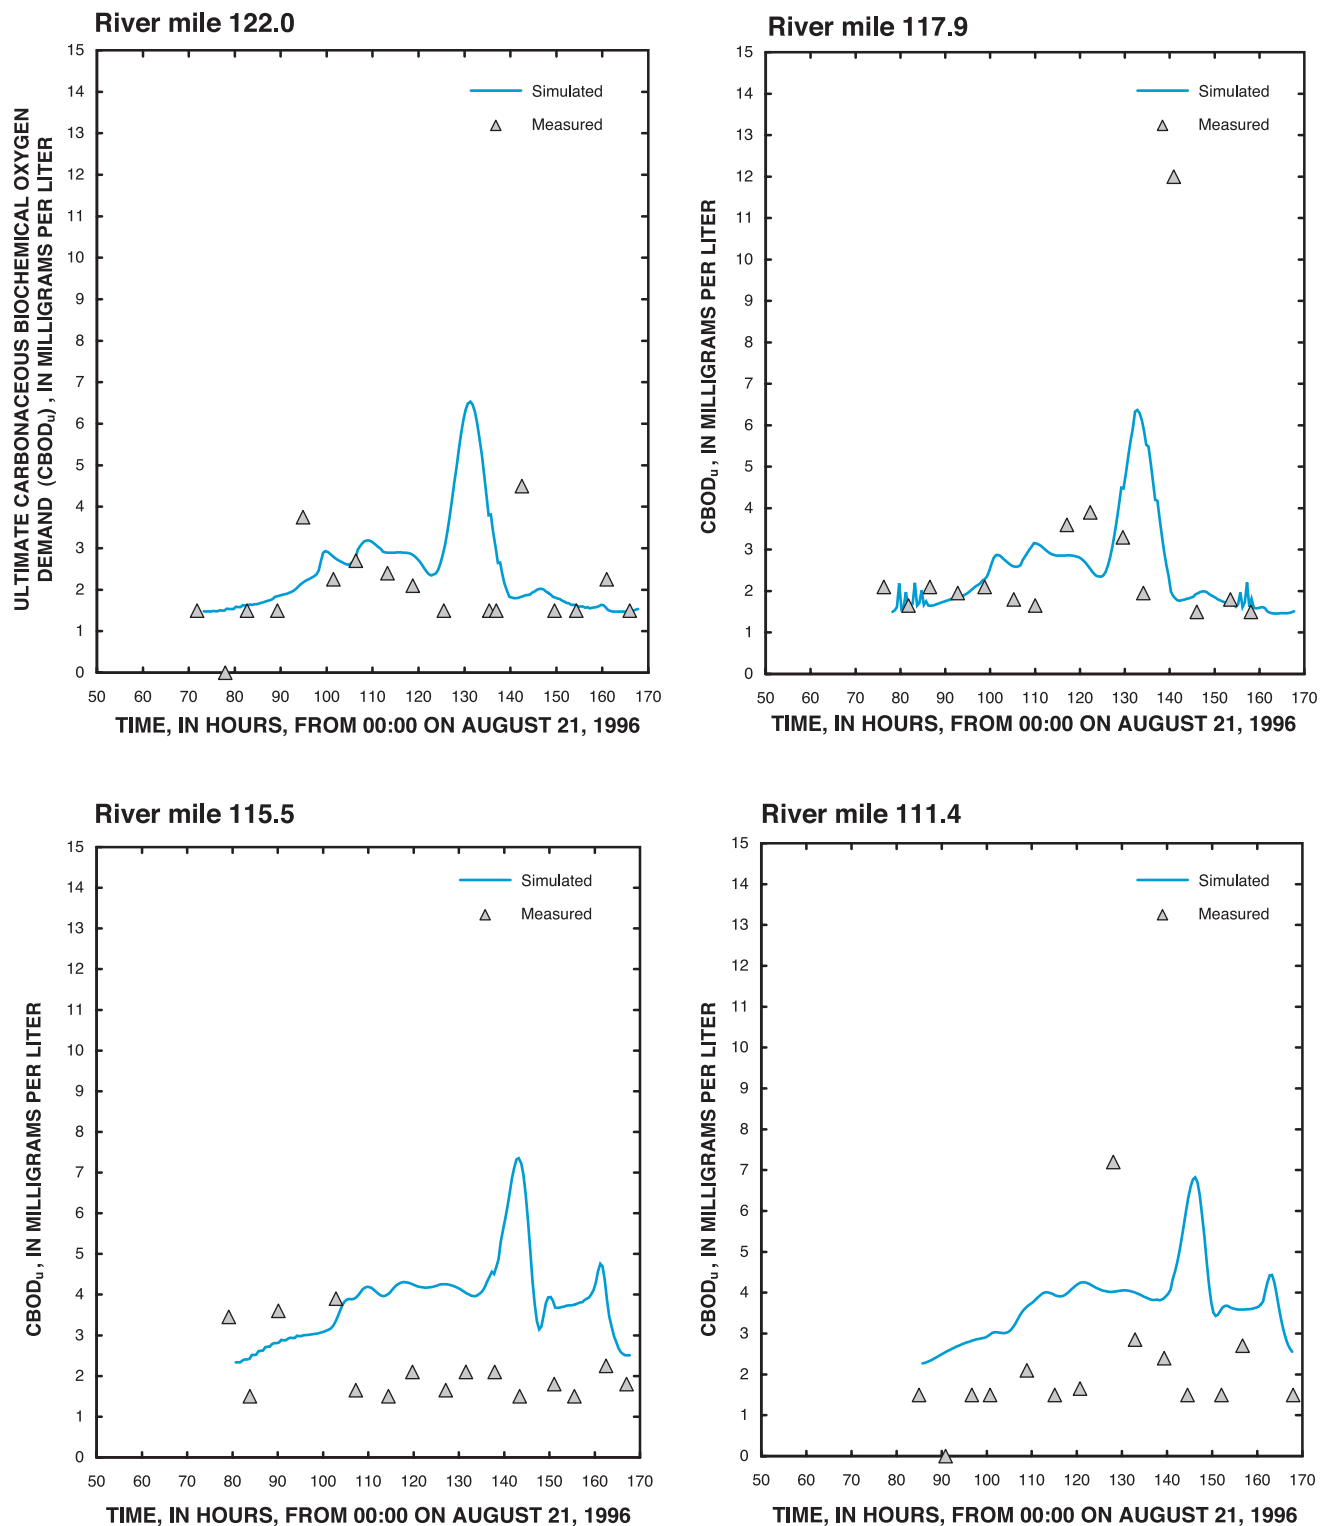 River mile 122.0
ULTIMATE CARBONACEOUS BIOCHEMICAL OXYGEN
DEMAND (CBODu), IN MILLIGRAMS PER LITER
15
14
13
12
11
10
9
8
7
6
5
4
3
2
1
0
Simulated
Measured
50 60 70 80 90 100 110 120 130 140 150 160 170
TIME, IN HOURS, FROM 00:00 ON AUGUST 21, 1996
River mile 117.9
CBODu, IN MILLIGRAMS PER LITER
15
14
13
12
11
10
9
8
7
6
5
4
3
2
1
0
Simulated
Measured
50 60 70 80 90 100 110 120 130 140 150 160 170
TIME, IN HOURS, FROM 00:00 ON AUGUST 21, 1996
River mile 115.5
CBODu, IN MILLIGRAMS PER LITER
15
14
13
12
11
10
9
8
7
6
5
4
3
2
1
0
Simulated
Measured
50 60 70 80 90 100 110 120 130 140 150 160 170
TIME, IN HOURS, FROM 00:00 ON AUGUST 21, 1996
River mile 111.4
CBODu, IN MILLIGRAMS PER LITER
15
14
13
12
11
10
9
8
7
6
5
4
3
2
1
0
Simulated
Measured
50 60 70 80 90 100 110 120 130 140 150 160 170
TIME, IN HOURS, FROM 00:00 ON AUGUST 21, 1996